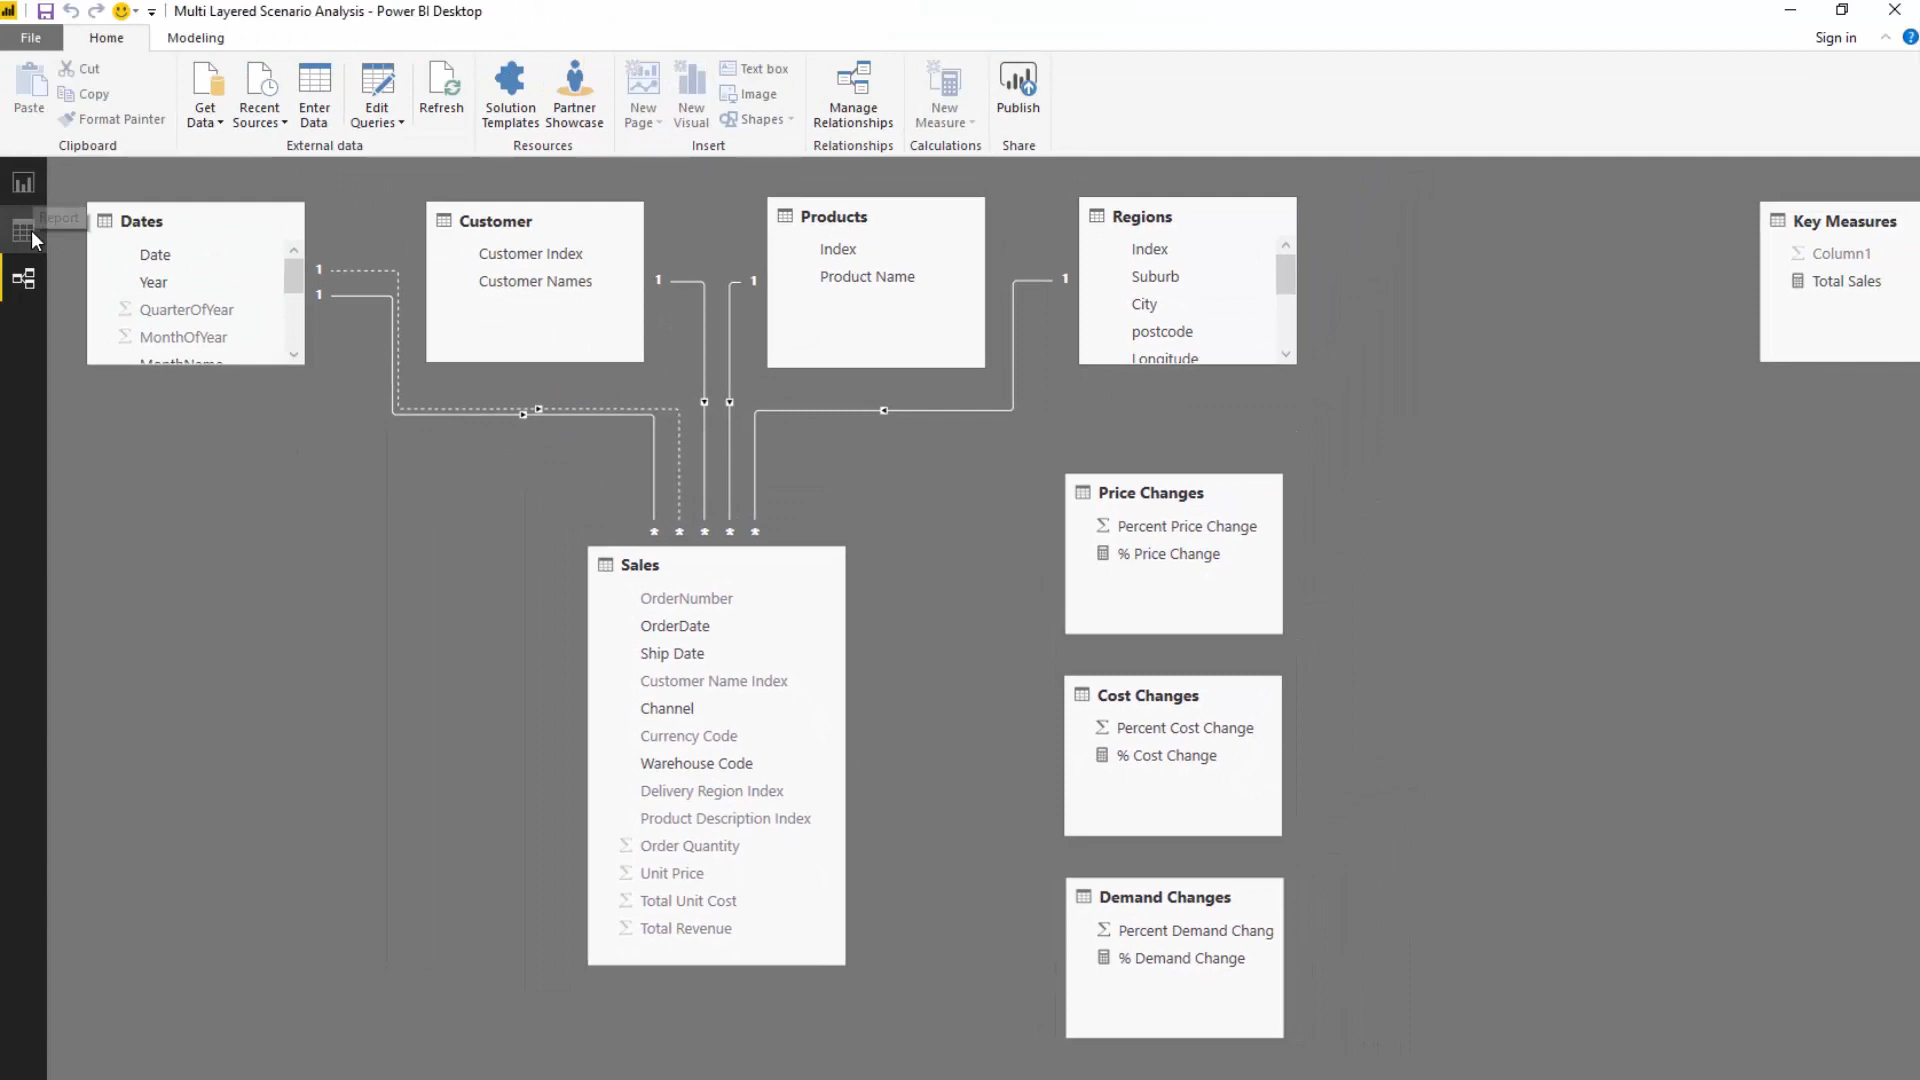 Multi Layered Scenario Analysis - Power BI Desktop
File
Home
Modeling
Sign in
?
Paste
Cut
Copy
Format Painter
Clipboard
Get
Data
Recent
Sources
Enter
Data
Edit
Queries
Refresh
External data
Solution
Templates
Partner
Showcase
Resources
New
Page
New
Visual
Text box
Image
Shapes
Insert
Manage
Relationships
Relationships
New
Measure
Calculations
Publish
Share
Report
Dates
Date
Year
QuarterOfYear
MonthOfYear
MonthName
1
1
Customer
Customer Index
Customer Names
1
1
Products
Index
Product Name
1
Regions
Index
Suburb
City
postcode
Longitude
Key Measures
Column1
Total Sales
* * * * *
Sales
OrderNumber
OrderDate
Ship Date
Customer Name Index
Channel
Currency Code
Warehouse Code
Delivery Region Index
Product Description Index
Order Quantity
Unit Price
Total Unit Cost
Total Revenue
Price Changes
Percent Price Change
% Price Change
Cost Changes
Percent Cost Change
% Cost Change
Demand Changes
Percent Demand Chang
% Demand Change